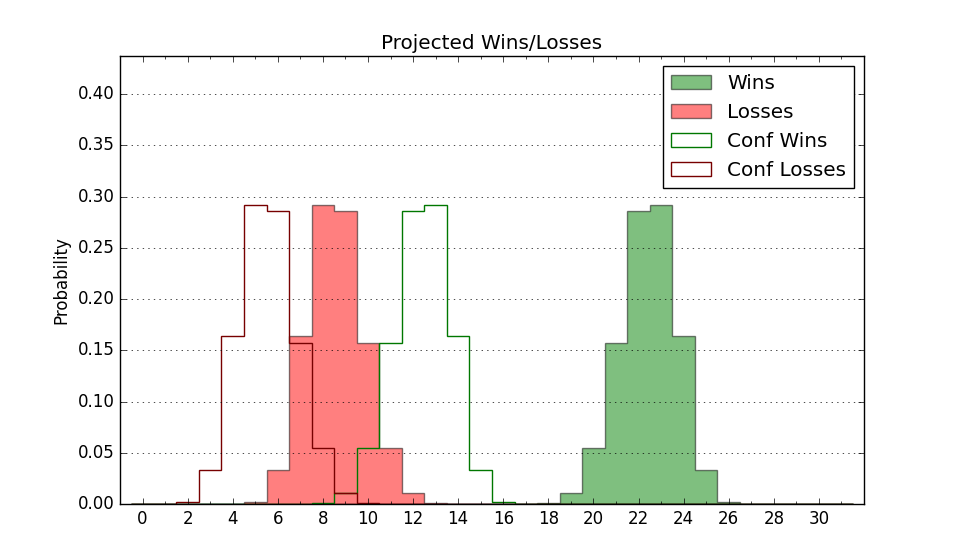 Projected Wins/Losses
Wins
Losses
Conf Wins
Conf Losses
Probability
0.40
0.35
0.30
0.25
0.20
0.15
0.10
0.05
0.00
0 2 4 6 8 10 12 14 16 18 20 22 24 26 28 30